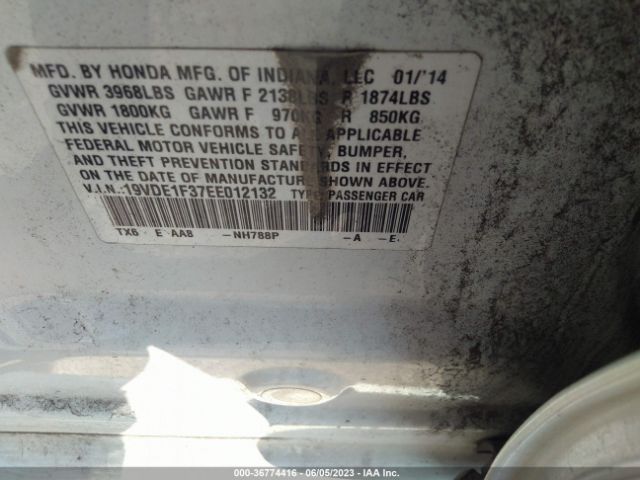 MFD. BY HONDA MFG. OF INDIANA, LLC 01/'14
GVWR 3968LBS GAWR F 2138LBS R 1874LBS
GVWR 1800KG GAWR F 970KG R 850KG
THIS VEHICLE CONFORMS TO ALL APPLICABLE
FEDERAL MOTOR VEHICLE SAFETY, BUMPER,
AND THEFT PREVENTION STANDARDS IN EFFECT
ON THE DATE OF MANUFACTURE SHOWN ABOVE.
V.I.N.:19VDE1F37EE012132 TYPE: PASSENGER CAR
TX6 E AA8 -NH788P -A -E-
000-36774416 - 06/05/2023 - IAA Inc.